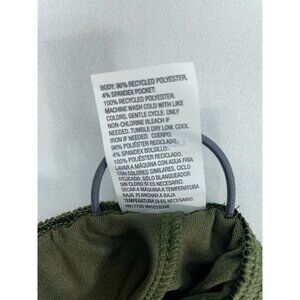 BODY: 96% RECYCLED POLYESTER,
4% SPANDEX POCKET:
100% RECYCLED POLYESTER,
MACHINE WASH COLD WITH LIKE
COLORS. GENTLE CYCLE. ONLY
NON-CHLORINE BLEACH IF
NEEDED. TUMBLE DRY LOW. COOL
IRON IF NEEDED. CUERPO:
96% POLIÉSTER RECICLADO,
4% SPANDEX BOLSILLO:
100% POLIÉSTER RECICLADO,
LAVAR A MÁQUINA CON AGUA FRÍA
CON COLORES SIMILARES. CICLO
DELICADO. SÓLO BLANQUEADOR
SIN CLORO SI ES NECESARIO.
SECAR A MÁQUINA A TEMPERATURA
BAJA. PLANCHAR A BAJA
TEMPERATURA SI ES NECESARIO